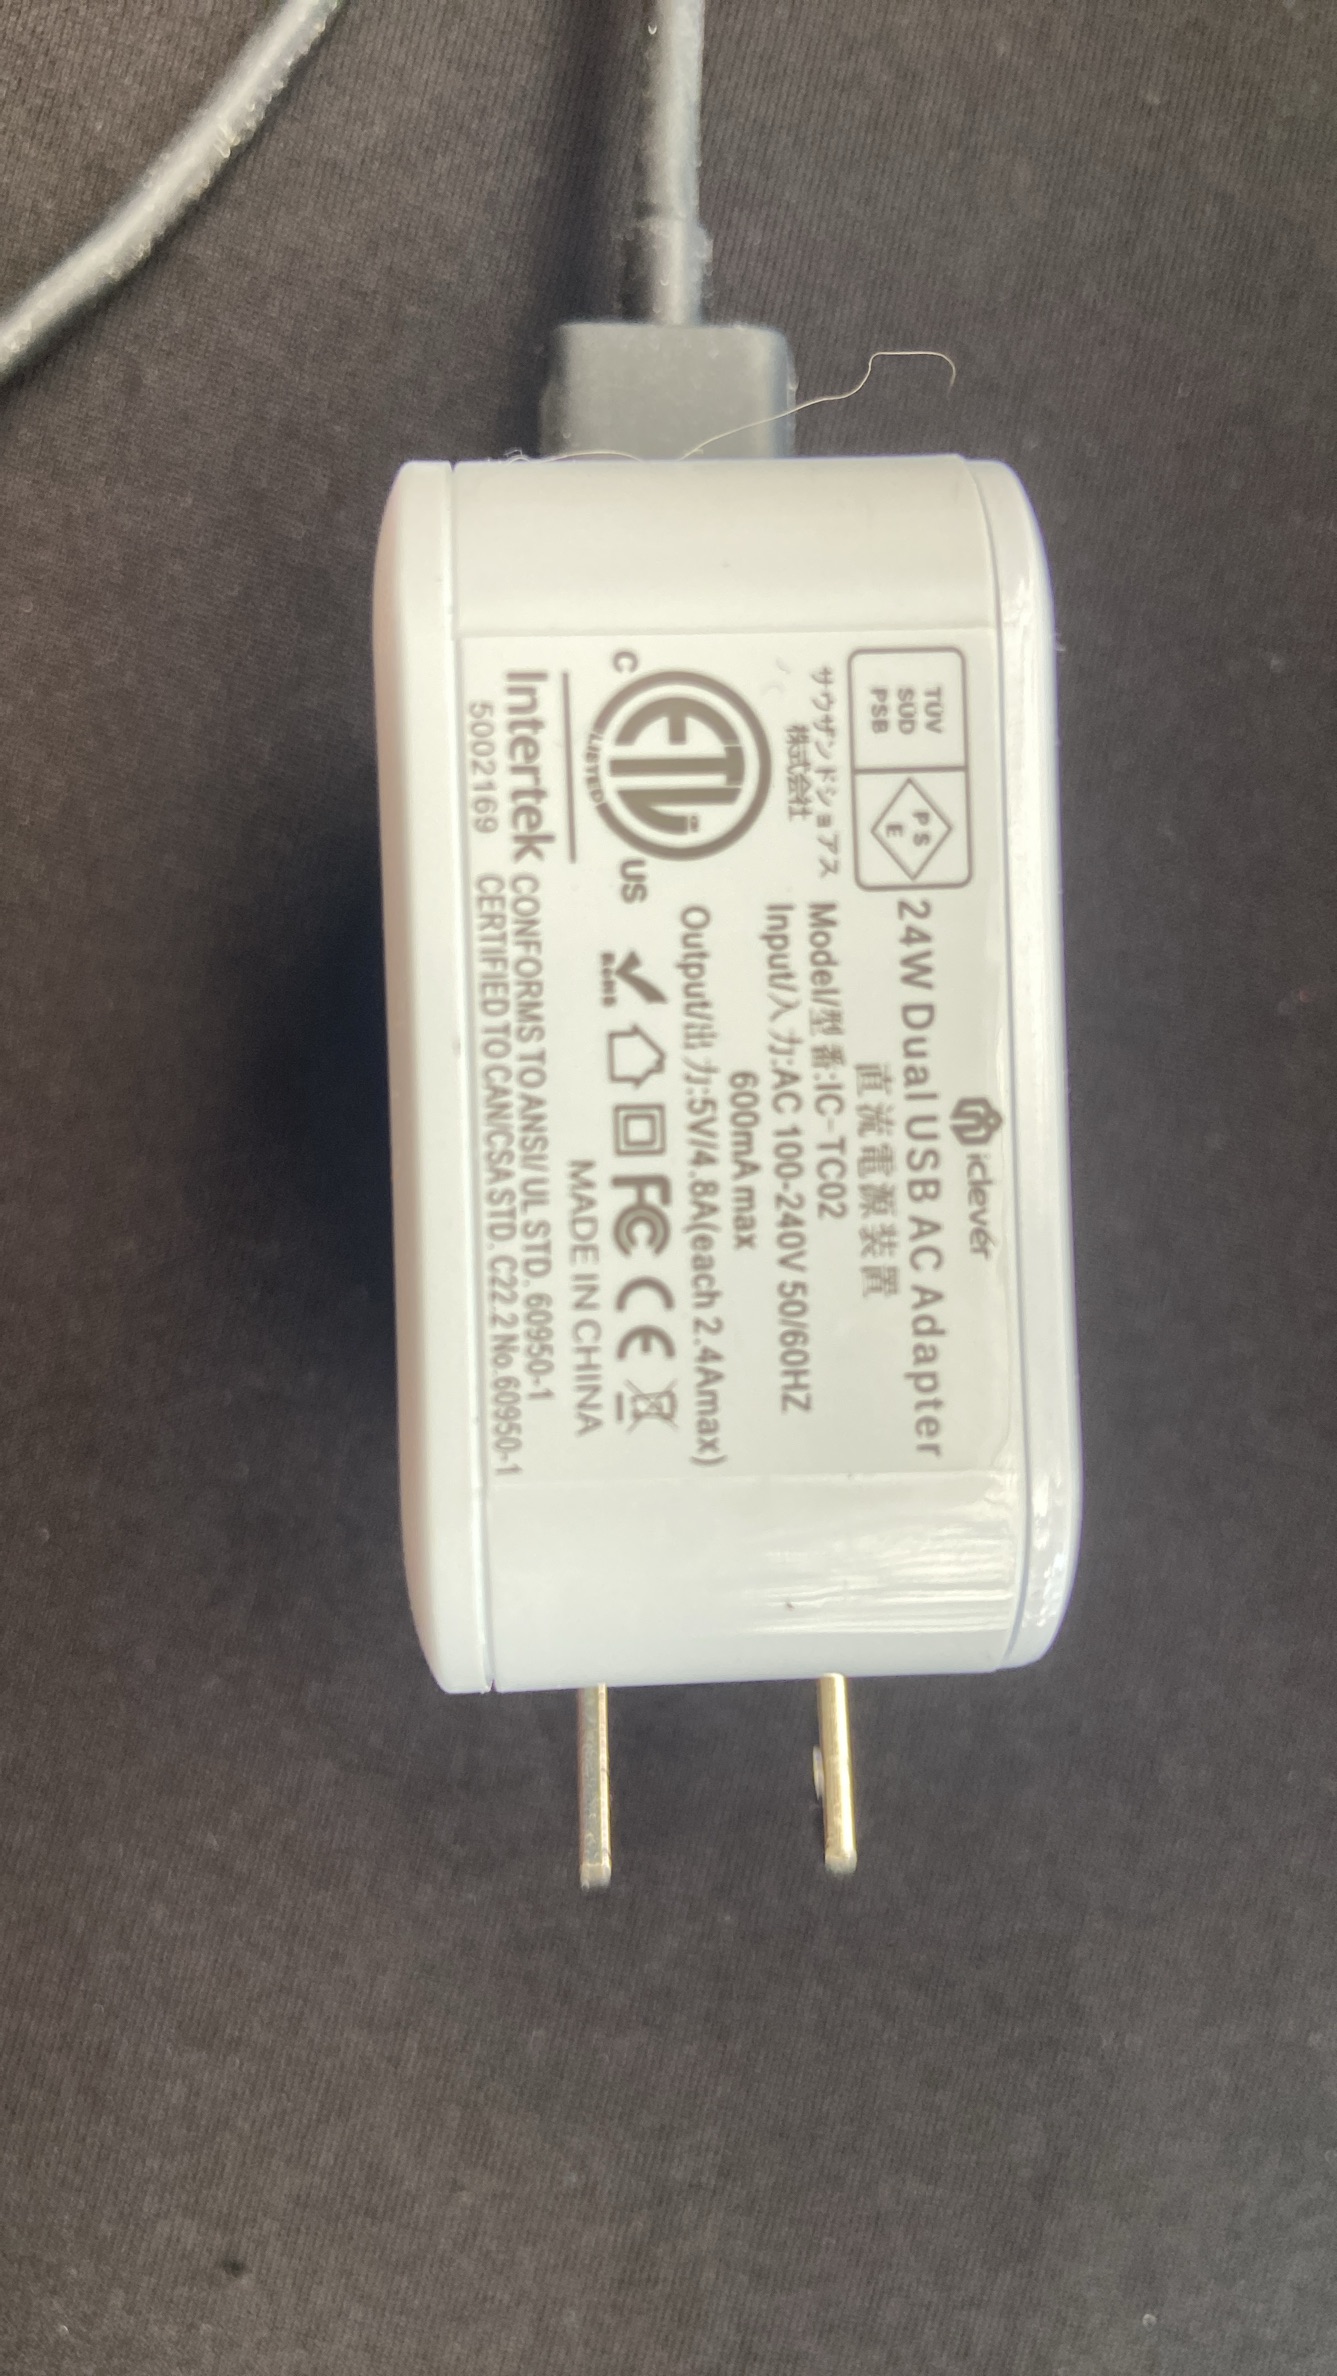 iclever
TUV
SUD
PSB
PS
E
24W Dual USB AC Adapter
直流電源装置
サウザンドショアス
株式会社
Model/型番:IC-TC02
Input/入力:AC 100-240V 50/60HZ
600mA max
Output/出力:5V/4.8A(each 2.4Amax)
ETL
LISTED
C
US
RoHS
FC CE
MADE IN CHINA
Intertek
5002169
CONFORMS TO ANSI/ UL STD. 60950-1
CERTIFIED TO CAN/CSA STD. C22.2 No.60950-1